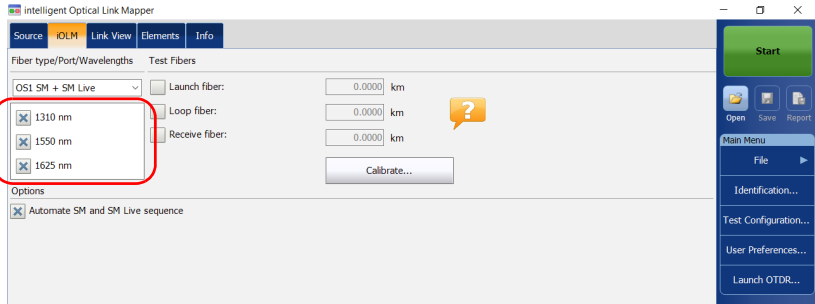 intelligent Optical Link Mapper
Source iOLM Link View Elements Info
Fiber type/Port/Wavelengths Test Fibers
OS1 SM + SM Live
1310 nm
1550 nm
1625 nm
Launch fiber: 0.0000 km
Loop fiber: 0.0000 km
Receive fiber: 0.0000 km
?
Calibrate...
Options
Automate SM and SM Live sequence
Start
Open Save Report
Main Menu
File
Identification...
Test Configuration...
User Preferences...
Launch OTDR...